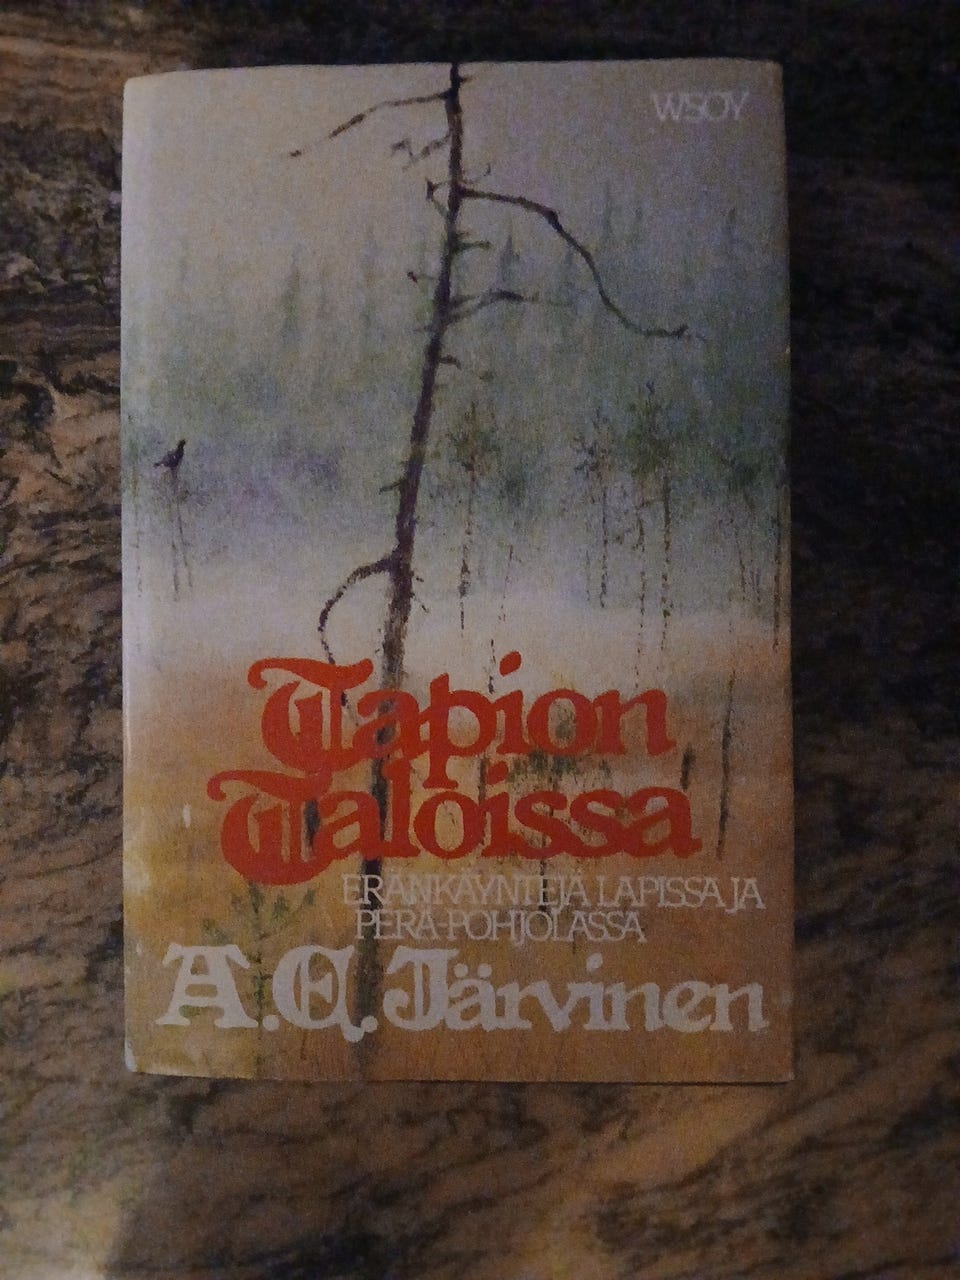 WSOY
Tapion
Taloissa
ERÄNKÄYNTEJÄ LAPISSA JA
PERÄ-POHJOLASSA
A.E. Järvinen